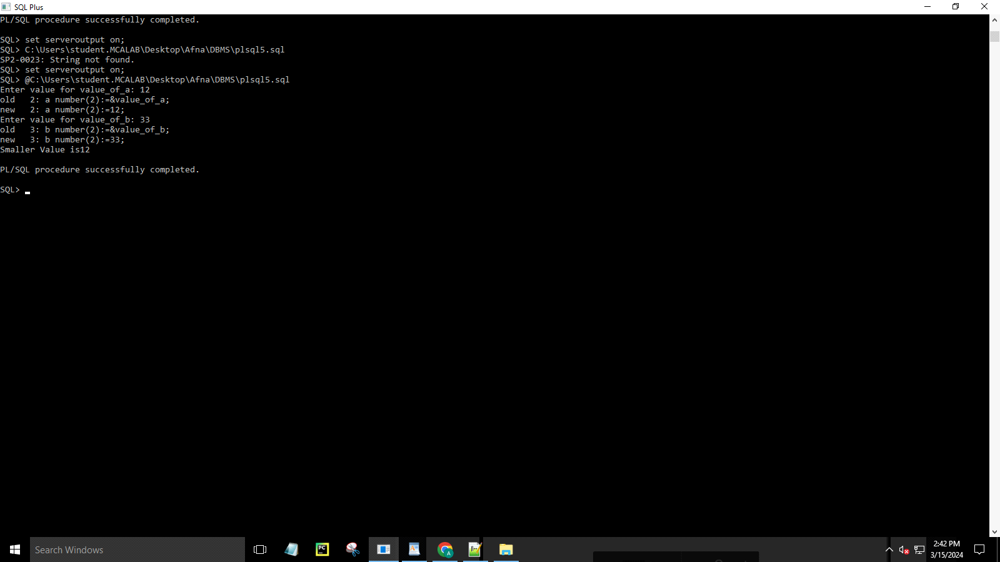 SQL Plus
PL/SQL procedure successfully completed.
SQL> set serveroutput on;
SQL> C:\Users\student.MCALAB\Desktop\Afna\DBMS\plsql5.sql
SP2-0023: String not found.
SQL> set serveroutput on;
SQL> @C:\Users\student.MCALAB\Desktop\Afna\DBMS\plsql5.sql
Enter value for value_of_a: 12
old   2: a number(2):=&value_of_a;
new   2: a number(2):=12;
Enter value for value_of_b: 33
old   3: b number(2):=&value_of_b;
new   3: b number(2):=33;
Smaller Value is12
PL/SQL procedure successfully completed.
SQL>
Search Windows
PC
A
2:42 PM
3/15/2024